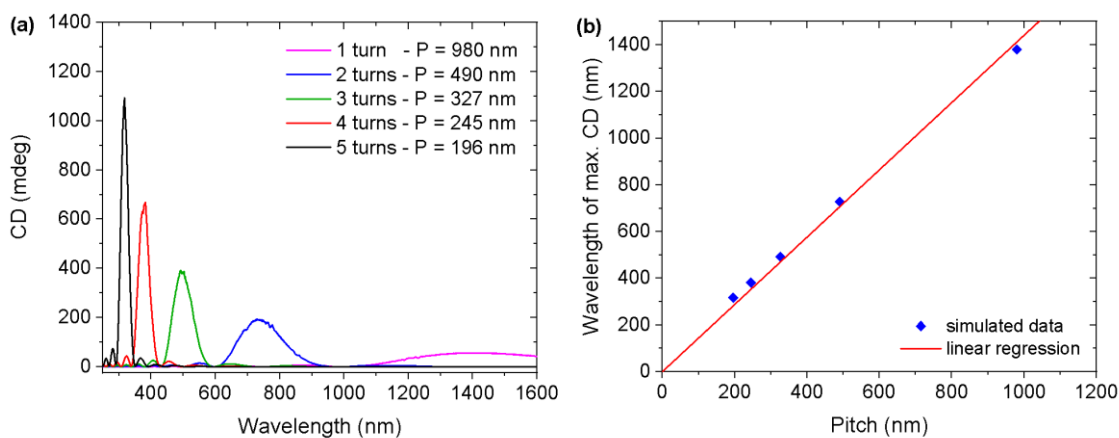 (a)
1400
1200
1000
800
600
400
200
0
CD (mdeg)
1 turn - P = 980 nm
2 turns - P = 490 nm
3 turns - P = 327 nm
4 turns - P = 245 nm
5 turns - P = 196 nm
400 600 800 1000 1200 1400 1600
Wavelength (nm)
(b)
1400
1200
1000
800
600
400
200
0
Wavelength of max. CD (nm)
simulated data
linear regression
0 200 400 600 800 1000 1200
Pitch (nm)